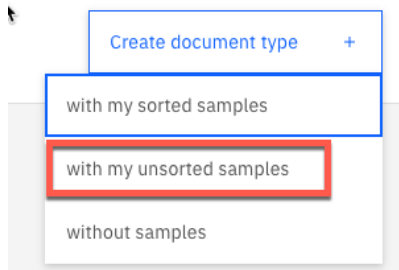 Create document type +
with my sorted samples
with my unsorted samples
without samples